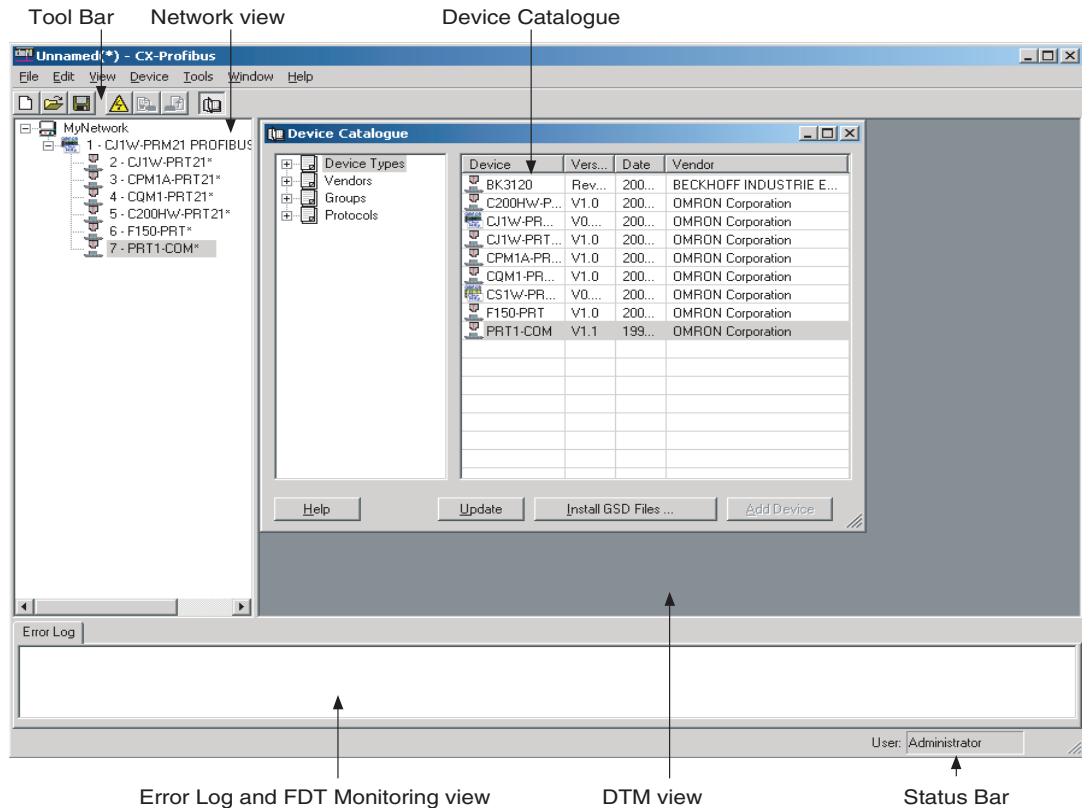 Tool Bar Network view Device Catalogue
Unnamed(*) - CX-Profibus
File Edit View Device Tools Window Help
MyNetwork
1 - CJ1W-PRM21 PROFIBUS
2 - CJ1W-PRT21*
3 - CPM1A-PRT21*
4 - CQM1-PRT21*
5 - C200HW-PRT21*
6 - F150-PRT*
7 - PRT1-COM*
Device Catalogue
Device Types
Vendors
Groups
Protocols
Device Vers... Date Vendor
BK3120 Rev... 200... BECKHOFF INDUSTRIE E...
C200HW-P... V1.0 200... OMRON Corporation
CJ1W-PR... V0.... 200... OMRON Corporation
CJ1W-PRT... V1.0 200... OMRON Corporation
CPM1A-PR... V1.0 200... OMRON Corporation
CQM1-PR... V1.0 200... OMRON Corporation
CS1W-PR... V0.... 200... OMRON Corporation
F150-PRT V1.0 200... OMRON Corporation
PRT1-COM V1.1 199... OMRON Corporation
Help Update Install GSD Files ... Add Device
Error Log
User: Administrator
Error Log and FDT Monitoring view DTM view Status Bar